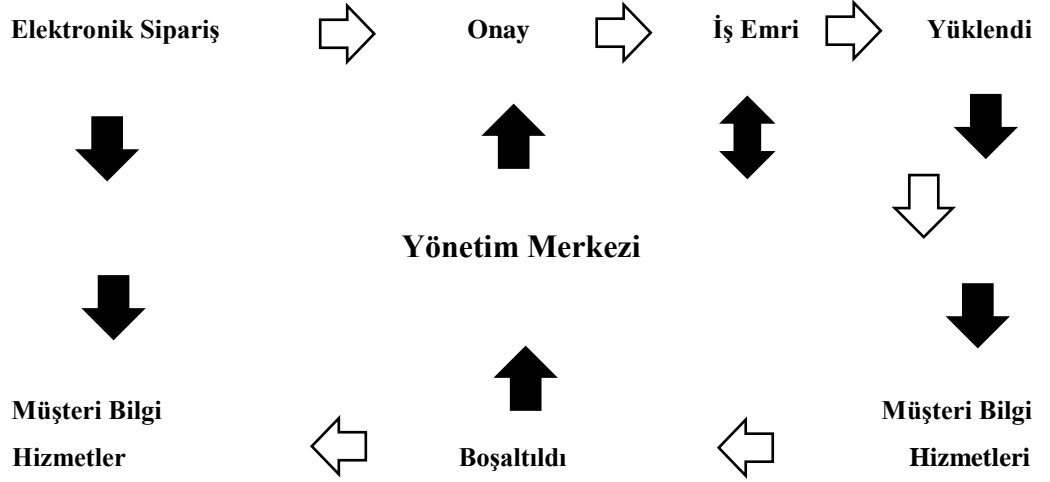 Elektronik Sipariş
Onay
İş Emri
Yüklendi
Yönetim Merkezi
Müşteri Bilgi
Hizmetler
Boşaltıldı
Müşteri Bilgi
Hizmetleri